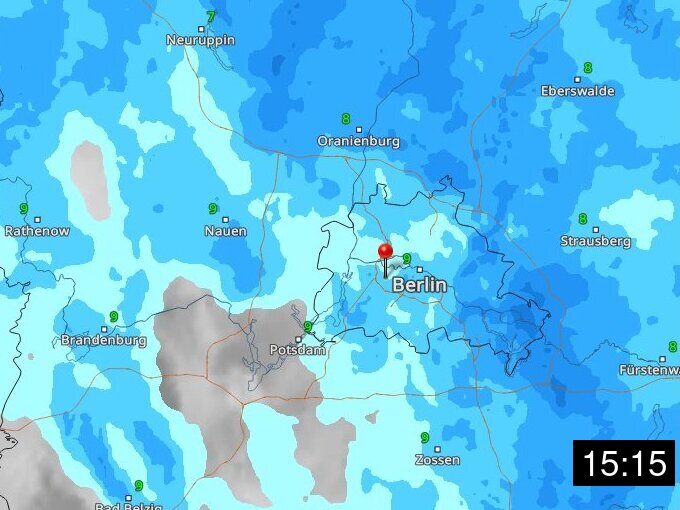 7
Neuruppin
8
Eberswalde
8
Oranienburg
9
Rathenow
9
Nauen
8
Strausberg
9
Berlin
9
Brandenburg
9
Potsdam
8
Fürstenwa
9
Zossen
15:15
9
Bad Belzig